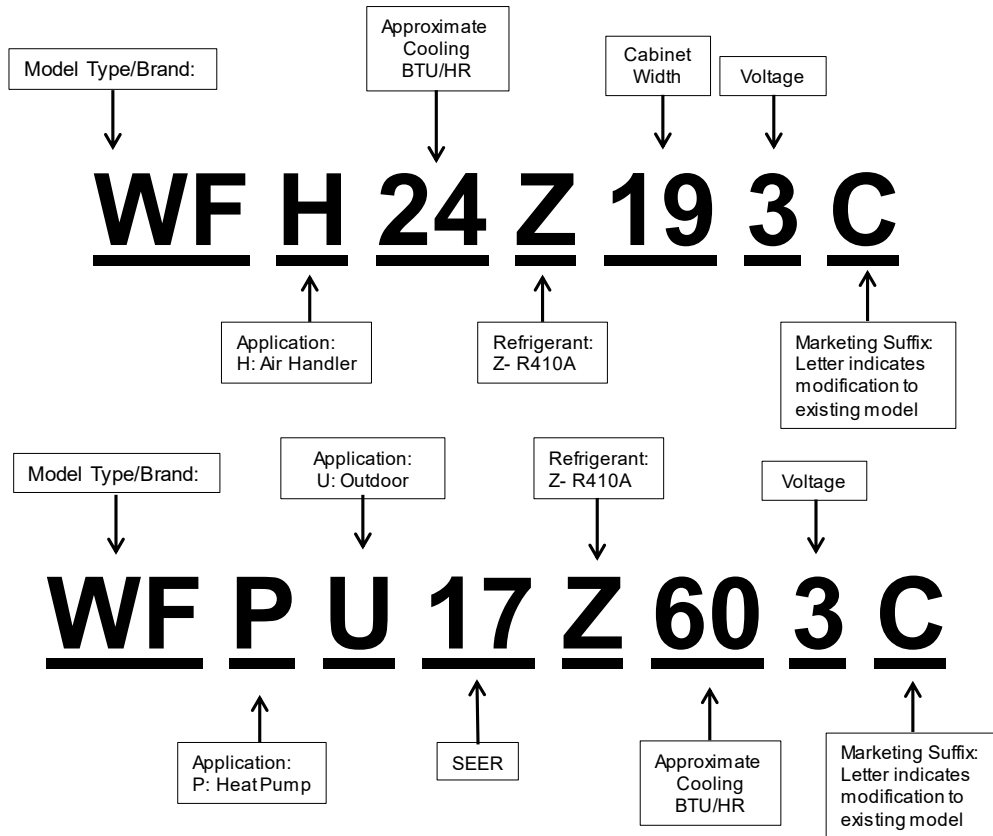 Model Type/Brand:
Approximate
Cooling
BTU/HR
Cabinet
Width
Voltage
WF H 24 Z 19 3 C
Application:
H: Air Handler
Refrigerant:
Z- R410A
Marketing Suffix:
Letter indicates
modification to
existing model
Model Type/Brand:
Application:
U: Outdoor
Refrigerant:
Z- R410A
Voltage
WF P U 17 Z 60 3 C
Application:
P: Heat Pump
SEER
Approximate
Cooling
BTU/HR
Marketing Suffix:
Letter indicates
modification to
existing model